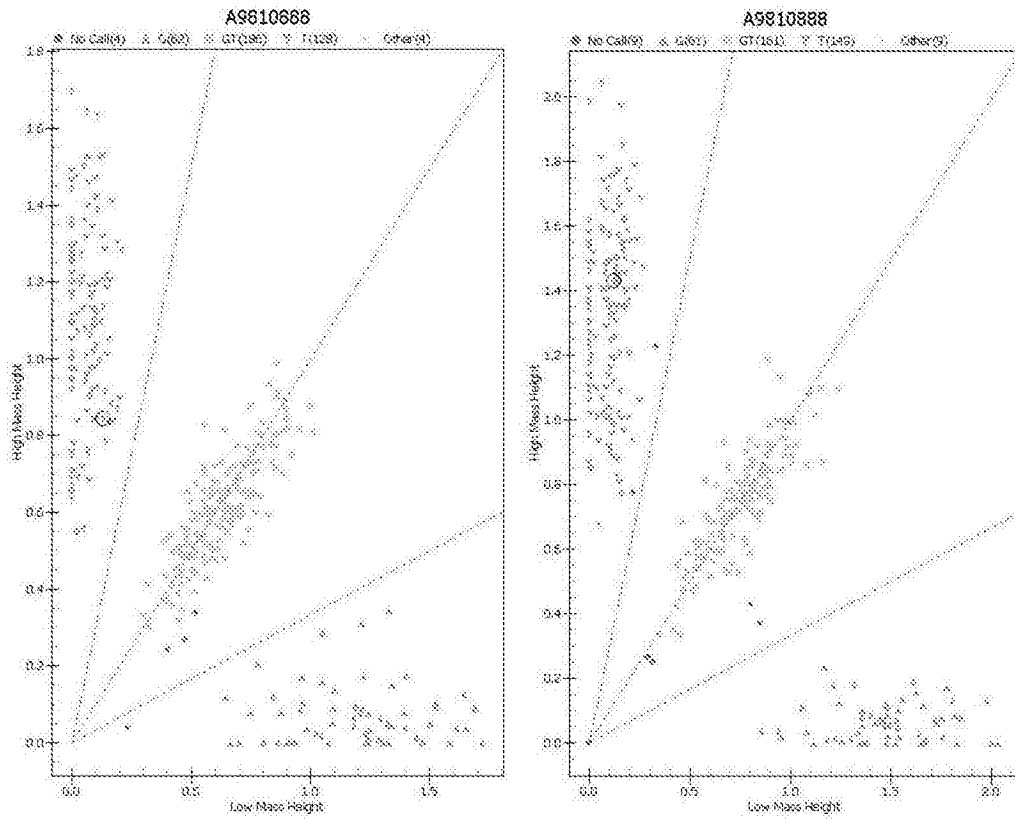 A9810888
No Call(4) G(62) GT(186) T(128) Other(4)
1.8
1.6
1.4
1.2
1.0
0.8
0.6
0.4
0.2
0.0
High Mass Height
0.0 0.5 1.0 1.5
Low Mass Height
A9810888
No Call(9) G(61) GT(161) T(149) Other(9)
2.0
1.8
1.6
1.4
1.2
1.0
0.8
0.6
0.4
0.2
0.0
High Mass Height
0.0 0.5 1.0 1.5 2.0
Low Mass Height